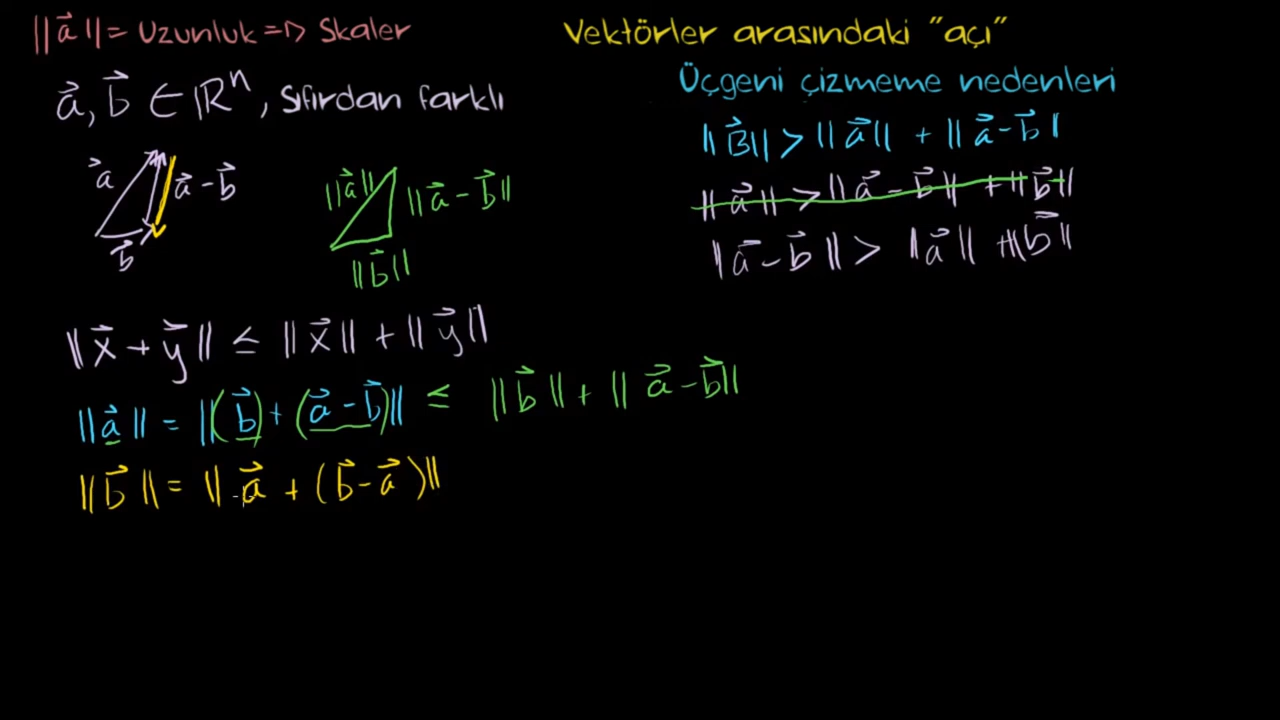 ||a⃗ || = Uzunluk => Skaler
Vektörler arasındaki "açı"
a⃗, b⃗ ∈ ℝⁿ, Sıfırdan farklı
Üçgeni çizmeme nedenleri
||B⃗|| > ||a⃗|| + ||a⃗-b⃗||
a⃗
a⃗ - b⃗
b⃗
||a⃗||
||a⃗ - b⃗||
||b⃗||
||a⃗|| > ||a⃗ - b⃗|| + ||b⃗||
||a⃗ - b⃗|| > ||a⃗|| + ||b⃗||
||x⃗ + y⃗|| ≤ ||x⃗|| + ||y⃗||
||a⃗|| = ||(b⃗) + (a⃗ - b⃗)|| ≤ ||b⃗|| + ||a⃗ - b⃗||
||b⃗|| = ||a⃗ + (b⃗ - a⃗)||